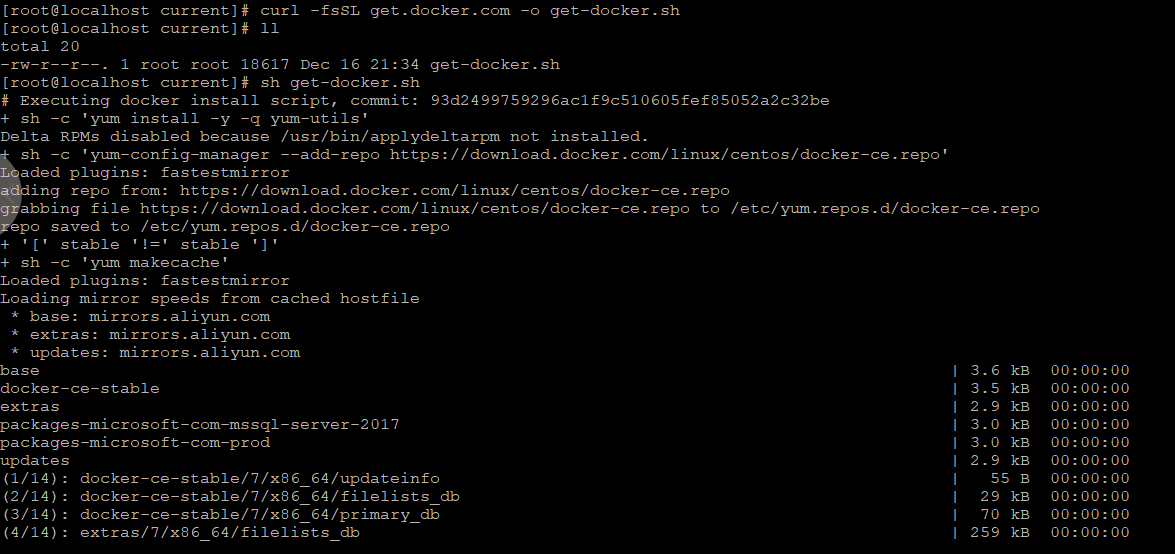 [root@localhost current]# curl -fsSL get.docker.com -o get-docker.sh
[root@localhost current]# ll
total 20
-rw-r--r--. 1 root root 18617 Dec 16 21:34 get-docker.sh
[root@localhost current]# sh get-docker.sh
# Executing docker install script, commit: 93d2499759296ac1f9c510605fef85052a2c32be
+ sh -c 'yum install -y -q yum-utils'
Delta RPMs disabled because /usr/bin/applydeltarpm not installed.
+ sh -c 'yum-config-manager --add-repo https://download.docker.com/linux/centos/docker-ce.repo'
Loaded plugins: fastestmirror
adding repo from: https://download.docker.com/linux/centos/docker-ce.repo
grabbing file https://download.docker.com/linux/centos/docker-ce.repo to /etc/yum.repos.d/docker-ce.repo
repo saved to /etc/yum.repos.d/docker-ce.repo
+ '[' stable '!=' stable ']'
+ sh -c 'yum makecache'
Loaded plugins: fastestmirror
Loading mirror speeds from cached hostfile
 * base: mirrors.aliyun.com
 * extras: mirrors.aliyun.com
 * updates: mirrors.aliyun.com
base | 3.6 kB 00:00:00
docker-ce-stable | 3.5 kB 00:00:00
extras | 2.9 kB 00:00:00
packages-microsoft-com-mssql-server-2017 | 3.0 kB 00:00:00
packages-microsoft-com-prod | 3.0 kB 00:00:00
updates | 2.9 kB 00:00:00
(1/14): docker-ce-stable/7/x86_64/updateinfo | 55 B 00:00:00
(2/14): docker-ce-stable/7/x86_64/filelists_db | 29 kB 00:00:00
(3/14): docker-ce-stable/7/x86_64/primary_db | 70 kB 00:00:00
(4/14): extras/7/x86_64/filelists_db | 259 kB 00:00:00